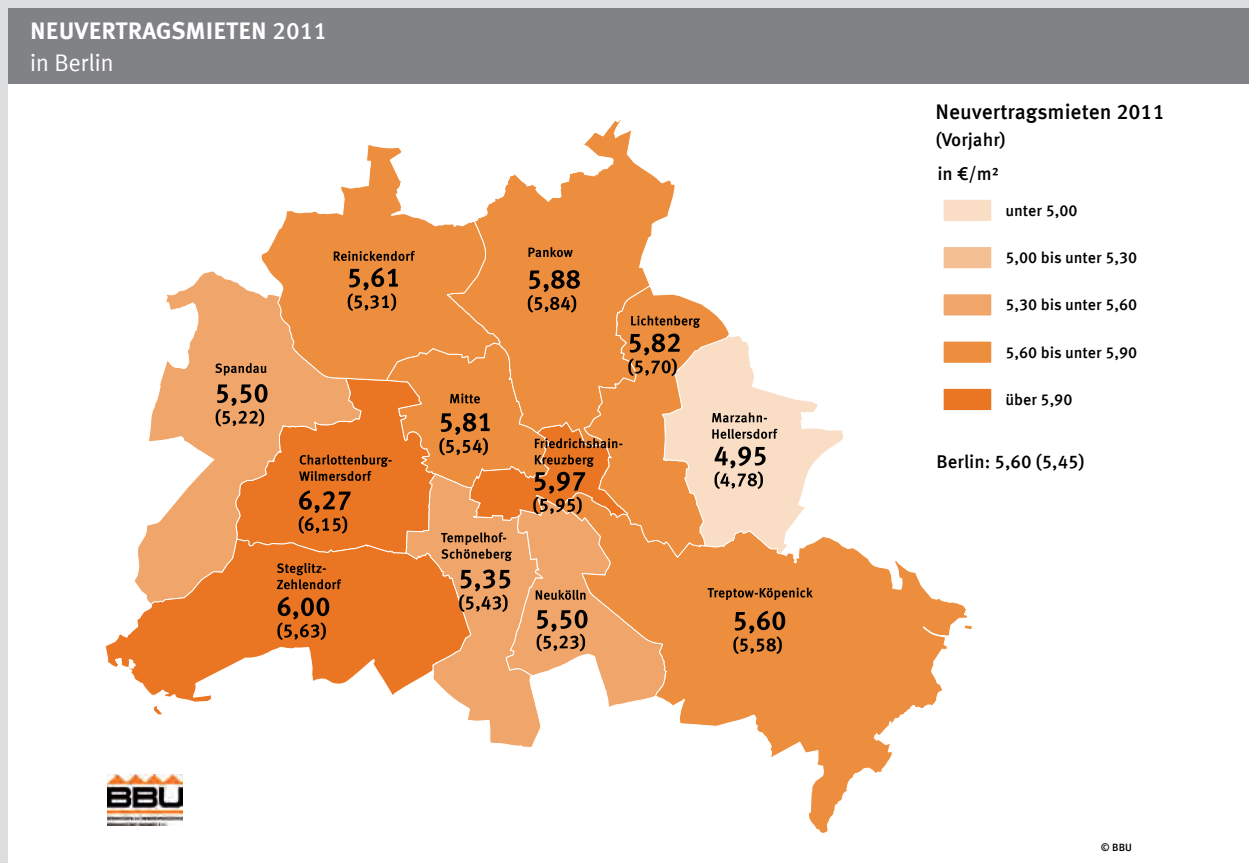 NEUVERTRAGSMIETEN 2011
in Berlin
Neuvertragsmieten 2011
(Vorjahr)
in €/m²
unter 5,00
5,00 bis unter 5,30
5,30 bis unter 5,60
5,60 bis unter 5,90
über 5,90
Berlin: 5,60 (5,45)
Reinickendorf
5,61
(5,31)
Pankow
5,88
(5,84)
Lichtenberg
5,82
(5,70)
Spandau
5,50
(5,22)
Mitte
5,81
(5,54)
Marzahn-
Hellersdorf
4,95
(4,78)
Friedrichshain-
Kreuzberg
5,97
(5,95)
Charlottenburg-
Wilmersdorf
6,27
(6,15)
Tempelhof-
Schöneberg
5,35
(5,43)
Steglitz-
Zehlendorf
6,00
(5,63)
Neukölln
5,50
(5,23)
Treptow-Köpenick
5,60
(5,58)
BBU
© BBU